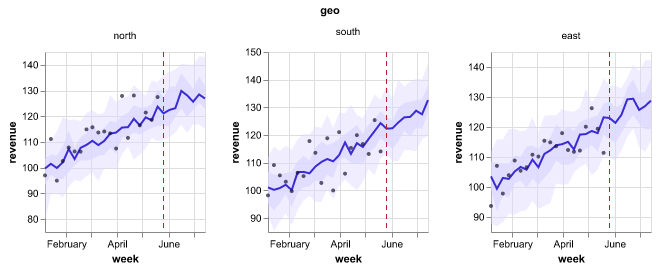 geo
north
south
east
revenue
140
130
120
110
100
90
80
February
April
June
week
revenue
150
140
130
120
110
100
90
February
April
June
week
revenue
140
130
120
110
100
90
February
April
June
week